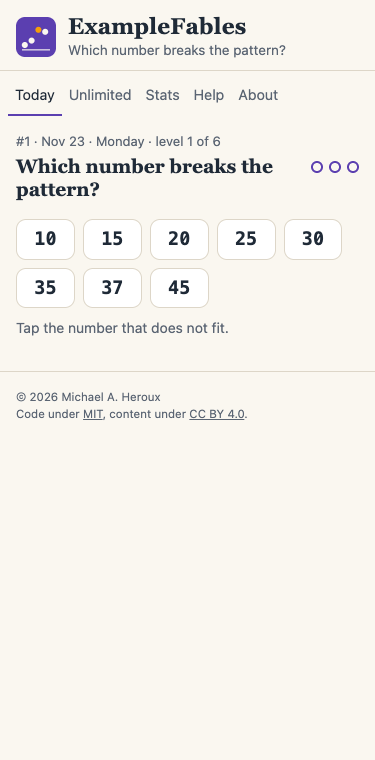 ExampleFables
Which number breaks the pattern?
Today Unlimited Stats Help About
#1 · Nov 23 · Monday · level 1 of 6
Which number breaks the
pattern?
10 15 20 25 30
35 37 45
Tap the number that does not fit.
© 2026 Michael A. Heroux
Code under MIT, content under CC BY 4.0.